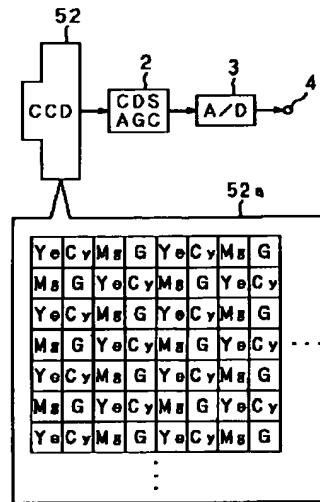 52
2
3
4
CCD
CDS
AGC
A/D
52a
Ye Cy Mg G Ye Cy Mg G
Mg G Ye Cy Mg G Ye Cy
Ye Cy Mg G Ye Cy Mg G
Mg G Ye Cy Mg G Ye Cy
Ye Cy Mg G Ye Cy Mg G
Mg G Ye Cy Mg G Ye Cy
Ye Cy Mg G Ye Cy Mg G